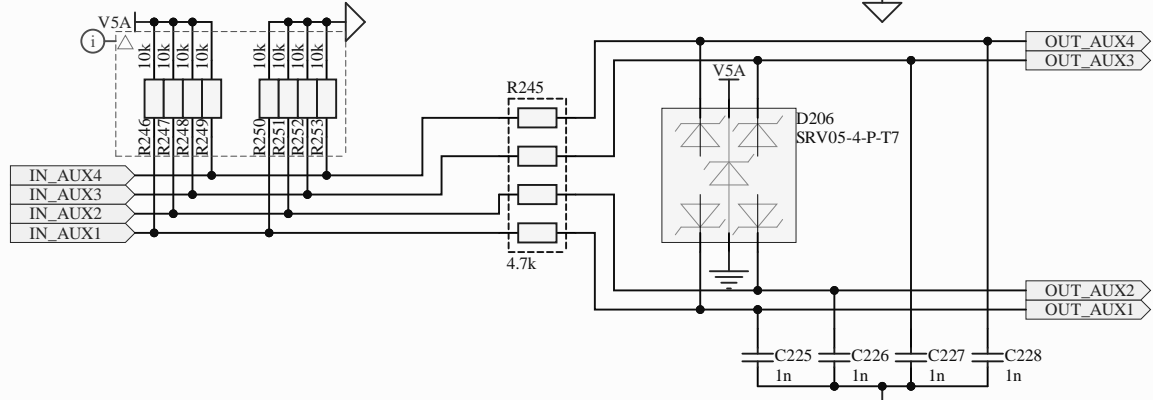 V5A
i
10k
10k
10k
10k
10k
10k
10k
10k
R246
R247
R248
R249
R250
R251
R252
R253
IN_AUX4
IN_AUX3
IN_AUX2
IN_AUX1
R245
4.7k
V5A
D206
SRV05-4-P-T7
OUT_AUX4
OUT_AUX3
OUT_AUX2
OUT_AUX1
C225
1n
C226
1n
C227
1n
C228
1n